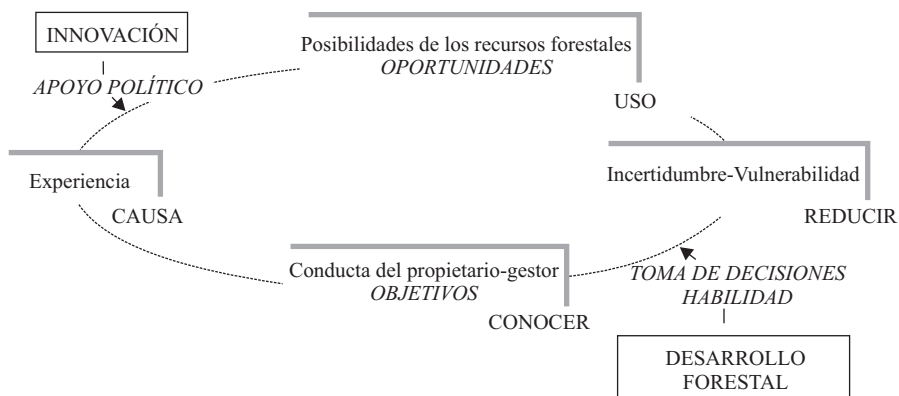 INNOVACIÓN
Posibilidades de los recursos forestales
OPORTUNIDADES
APOYO POLÍTICO
USO
Experiencia
CAUSA
Incertidumbre-Vulnerabilidad
REDUCIR
Conducta del propietario-gestor
OBJETIVOS
CONOCER
TOMA DE DECISIONES
HABILIDAD
DESARROLLO
FORESTAL